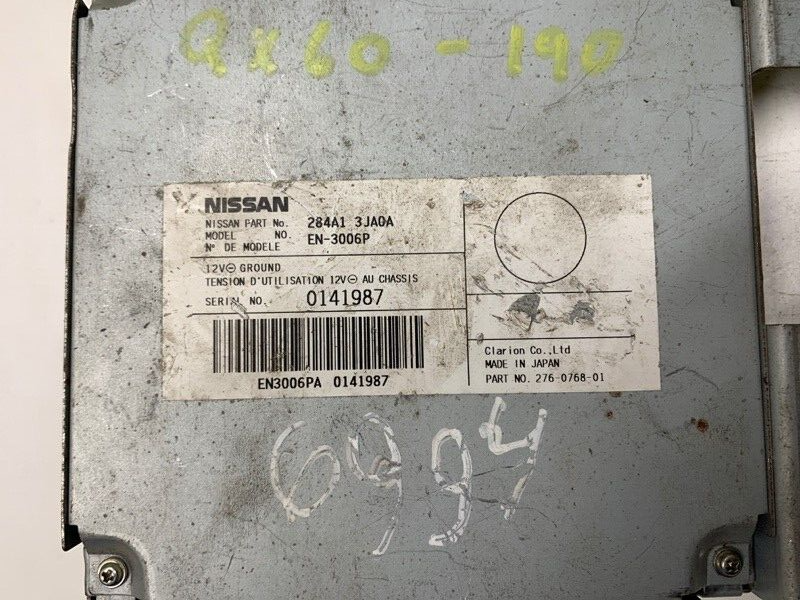 QX60-190
NISSAN
NISSAN PART No. 284A1 3JA0A
MODEL NO. EN-3006P
N° DE MODELE
12V⊖ GROUND
TENSION D'UTILISATION 12V⊖ AU CHASSIS
SERIAL NO. 0141987
EN3006PA 0141987
Clarion Co.,Ltd
MADE IN JAPAN
PART NO. 276-0768-01
6994